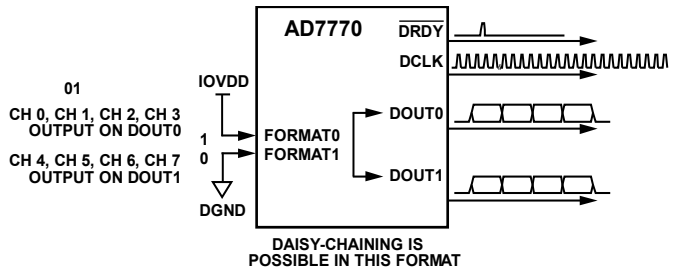 AD7770
DRDY
DCLK
01
IOVDD
CH 0, CH 1, CH 2, CH 3
OUTPUT ON DOUT0
DOUT0
1
FORMAT0
0
FORMAT1
CH 4, CH 5, CH 6, CH 7
OUTPUT ON DOUT1
DOUT1
DGND
DAISY-CHAINING IS
POSSIBLE IN THIS FORMAT